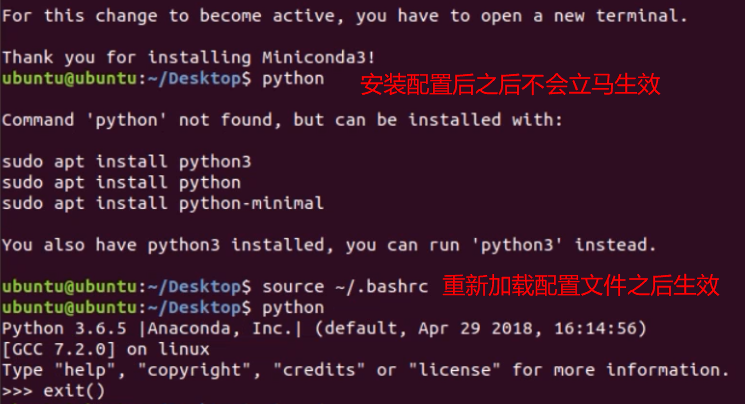 For this change to become active, you have to open a new terminal.
Thank you for installing Miniconda3!
ubuntu@ubuntu:~/Desktop$ python
安装配置后之后不会立马生效
Command 'python' not found, but can be installed with:
sudo apt install python3
sudo apt install python
sudo apt install python-minimal
You also have python3 installed, you can run 'python3' instead.
ubuntu@ubuntu:~/Desktop$ source ~/.bashrc 重新加载配置文件之后生效
ubuntu@ubuntu:~/Desktop$ python
Python 3.6.5 |Anaconda, Inc.| (default, Apr 29 2018, 16:14:56)
[GCC 7.2.0] on linux
Type "help", "copyright", "credits" or "license" for more information.
>>> exit()